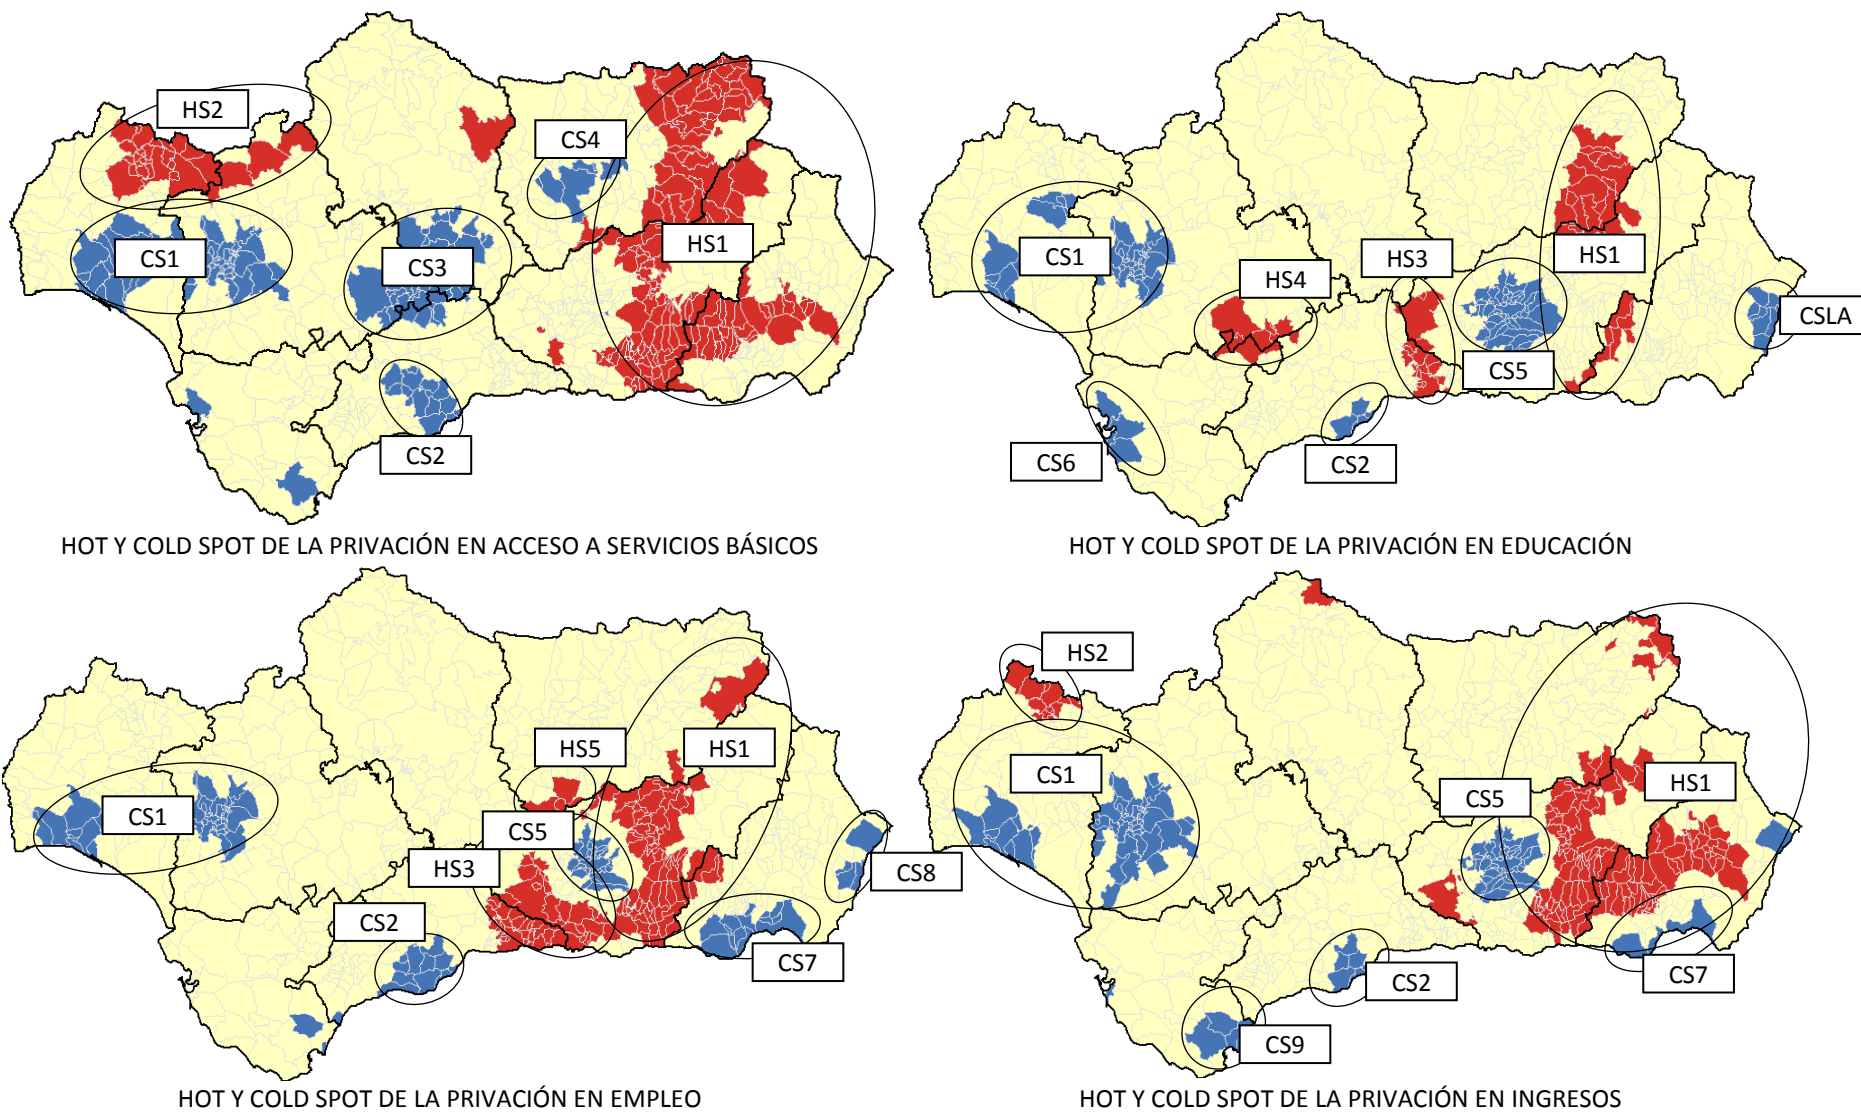 HS2
CS4
CS1
CS3
HS1
CS2
HOT Y COLD SPOT DE LA PRIVACIÓN EN ACCESO A SERVICIOS BÁSICOS
CS1
HS4
HS3
HS1
CSLA
CS5
CS6
CS2
HOT Y COLD SPOT DE LA PRIVACIÓN EN EDUCACIÓN
HS5
HS1
CS1
CS5
HS3
CS8
CS2
CS7
HOT Y COLD SPOT DE LA PRIVACIÓN EN EMPLEO
HS2
CS1
HS1
CS5
CS2
CS7
CS9
HOT Y COLD SPOT DE LA PRIVACIÓN EN INGRESOS